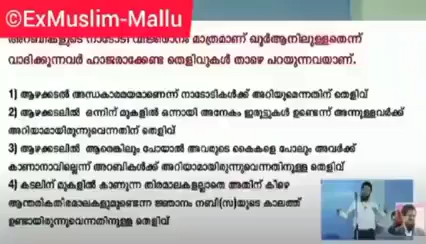 ©ExMuslim-Mallu
അറബികളുടെ നാടോടി വിജ്ഞാനം മാത്രമാണ് ഖുർആനിലുള്ളതെന്ന്
വാദിക്കുന്നവർ ഹാജരാക്കേണ്ട തെളിവുകൾ താഴെ പറയുന്നവയാണ്.
1) ആഴക്കടൽ അന്ധകാരമയമാണെന്ന് നാടോടികൾക്ക് അറിയുമെന്നതിന് തെളിവ്
2) ആഴക്കടലിൽ ഒന്നിന് മുകളിൽ ഒന്നായി അനേകം ഇരുട്ടുകൾ ഉണ്ടെന്ന് അന്നുള്ളവർക്ക്
അറിയാമായിരുന്നുവെന്നതിന് തെളിവ്
3) ആഴക്കടലിൽ ആരെങ്കിലും പോയാൽ അവരുടെ കൈകളെ പോലും അവർക്ക്
കാണാനാവില്ലെന്ന് അറബികൾക്ക് അറിയാമായിരുന്നുവെന്നതിനുള്ള തെളിവ്
4) കടലിന് മുകളിൽ കാണുന്ന തിരമാലകളല്ലാതെ അതിന് കീഴെ
ആന്തരികതിരമാലകളുമുണ്ടെന്ന ജ്ഞാനം നബി(സ)യുടെ കാലത്ത്
ഉണ്ടായിരുന്നുവെന്നതിനുള്ള തെളിവ്